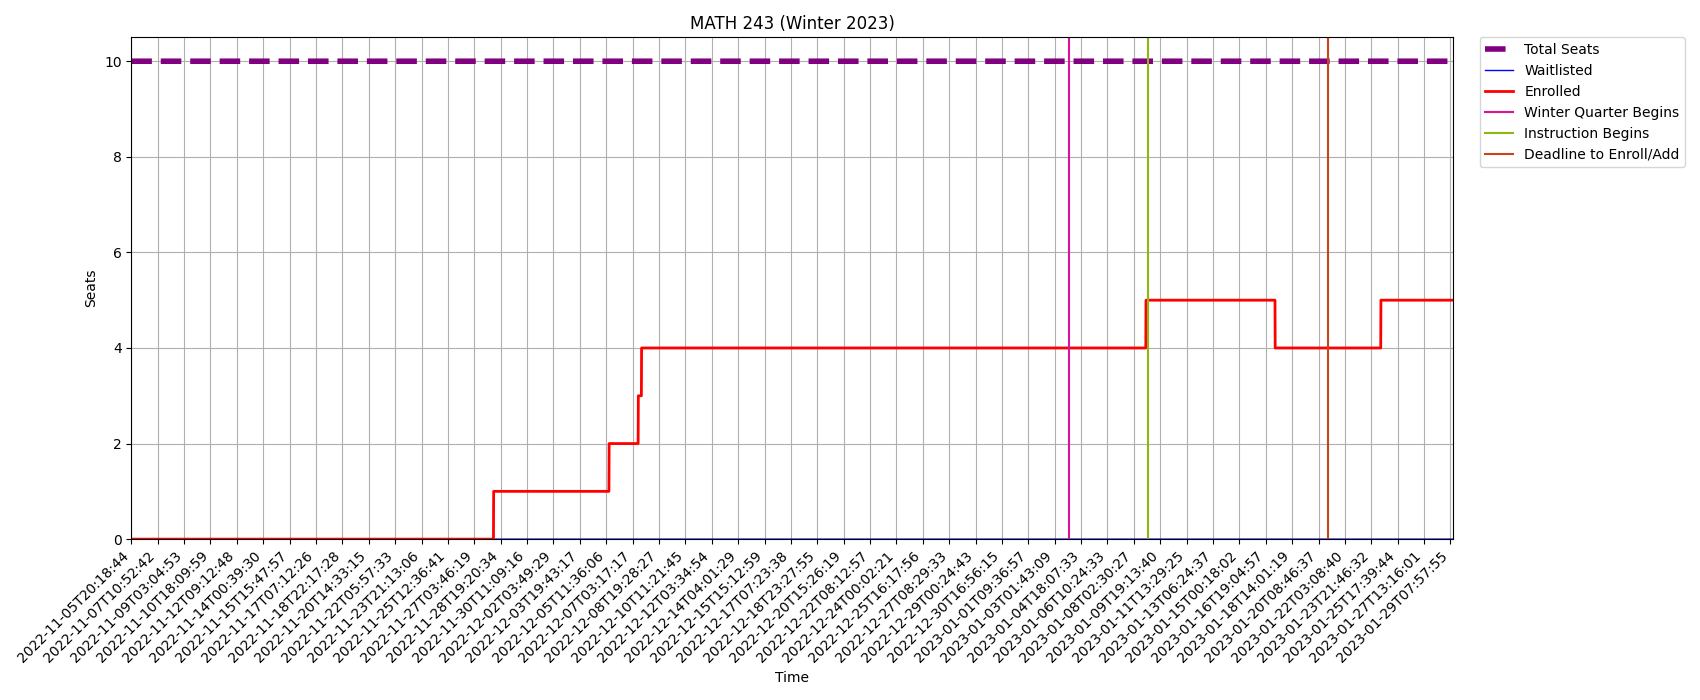 MATH 243 (Winter 2023)
Total Seats
Waitlisted
Enrolled
Winter Quarter Begins
Instruction Begins
Deadline to Enroll/Add
Seats
10
8
6
4
2
0
2022-11-05T20:18:44
2022-11-07T10:52:42
2022-11-09T03:04:53
2022-11-10T18:09:59
2022-11-12T09:12:48
2022-11-14T00:39:30
2022-11-15T15:47:57
2022-11-17T07:12:26
2022-11-18T22:17:28
2022-11-20T14:33:15
2022-11-22T05:57:33
2022-11-23T21:13:06
2022-11-25T12:36:41
2022-11-27T03:46:19
2022-11-28T19:20:34
2022-11-30T11:09:16
2022-12-02T03:49:29
2022-12-03T19:43:17
2022-12-05T11:36:06
2022-12-07T03:17:17
2022-12-08T19:28:27
2022-12-10T11:21:45
2022-12-12T03:34:54
2022-12-14T04:01:29
2022-12-15T15:12:59
2022-12-17T07:23:38
2022-12-18T23:27:55
2022-12-20T15:26:19
2022-12-22T08:12:57
2022-12-24T00:02:21
2022-12-25T16:17:56
2022-12-27T08:29:33
2022-12-29T00:24:43
2022-12-30T16:56:15
2023-01-01T09:36:57
2023-01-03T01:43:09
2023-01-04T18:07:33
2023-01-06T10:24:33
2023-01-08T02:30:27
2023-01-09T19:13:40
2023-01-11T13:29:25
2023-01-13T06:24:37
2023-01-15T00:18:02
2023-01-16T19:04:57
2023-01-18T14:01:19
2023-01-20T08:46:37
2023-01-22T03:08:40
2023-01-23T21:46:32
2023-01-25T17:39:44
2023-01-27T13:16:01
2023-01-29T07:57:55
Time